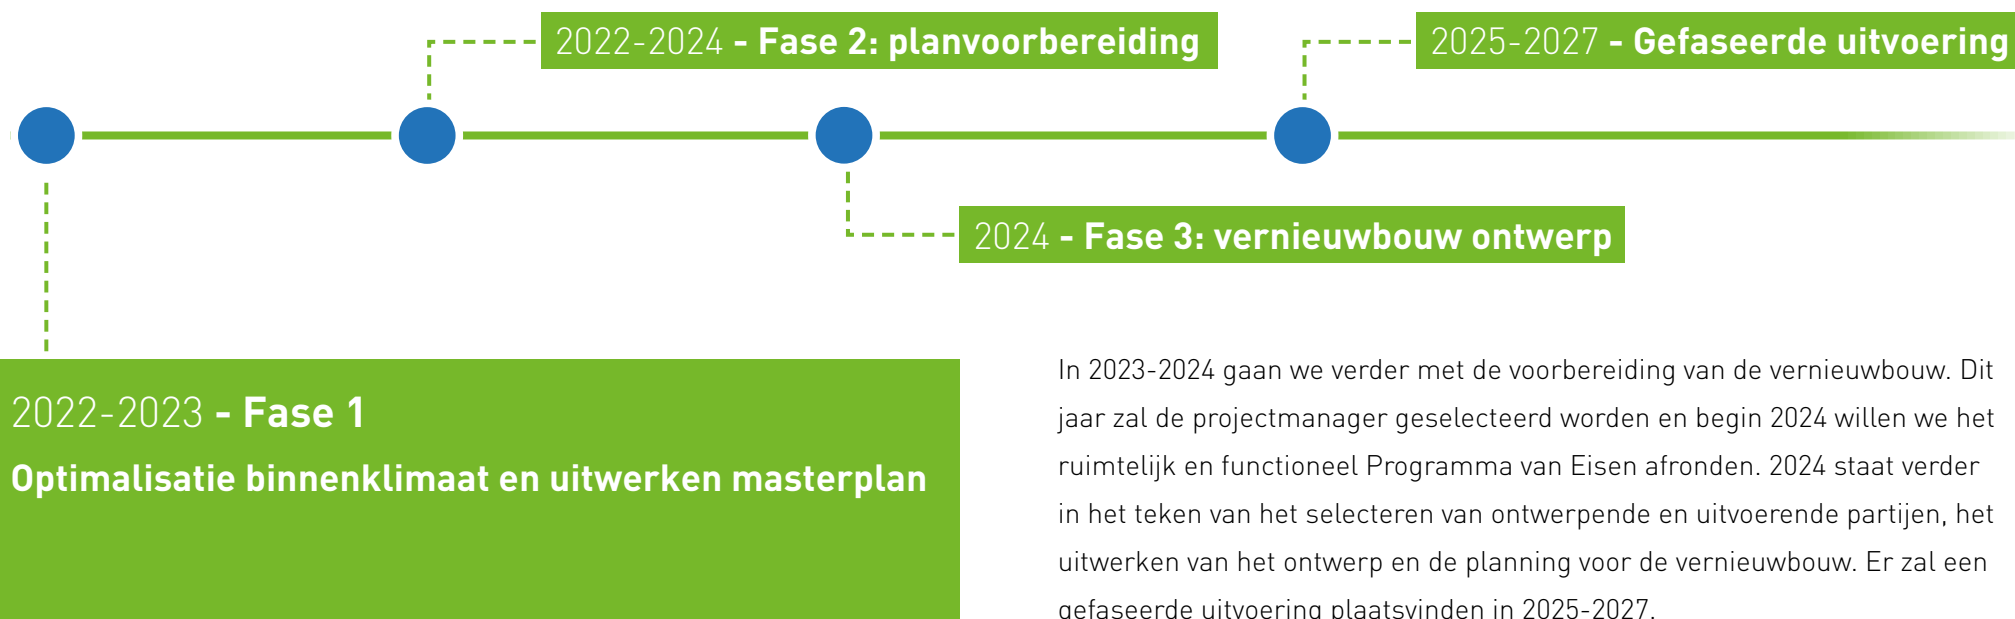 2022-2024 - Fase 2: planvoorbereiding
2025-2027 - Gefaseerde uitvoering
2024 - Fase 3: vernieuwbouw ontwerp
2022-2023 - Fase 1
Optimalisatie binnenklimaat en uitwerken masterplan
In 2023-2024 gaan we verder met de voorbereiding van de vernieuwbouw. Dit
jaar zal de projectmanager geselecteerd worden en begin 2024 willen we het
ruimtelijk en functioneel Programma van Eisen afronden. 2024 staat verder
in het teken van het selecteren van ontwerpende en uitvoerende partijen, het
uitwerken van het ontwerp en de planning voor de vernieuwbouw. Er zal een
gefaseerde uitvoering plaatsvinden in 2025-2027.